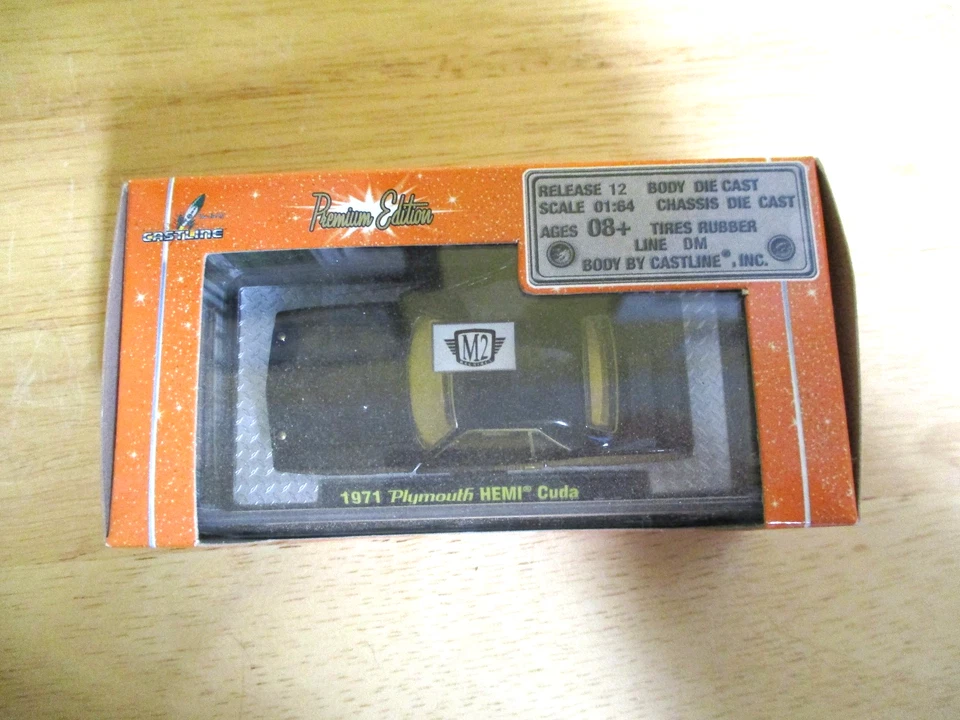 CASTLINE
Premium Edition
RELEASE 12 BODY DIE CAST
SCALE 01:64 CHASSIS DIE CAST
AGES 08+ TIRES RUBBER
LINE DM
BODY BY CASTLINE®, INC.
M2
1971 Plymouth HEMI® Cuda